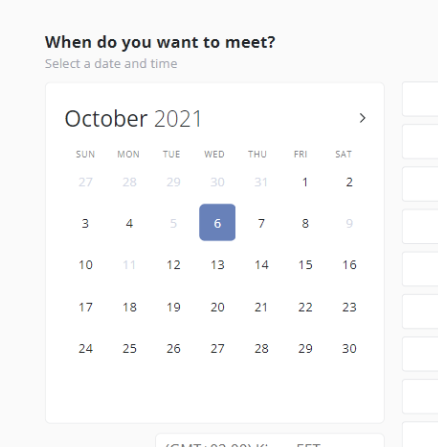 When do you want to meet?
Select a date and time
October 2021
SUN MON TUE WED THU FRI SAT
27 28 29 30 31 1 2
3 4 5 6 7 8 9
10 11 12 13 14 15 16
17 18 19 20 21 22 23
24 25 26 27 28 29 30